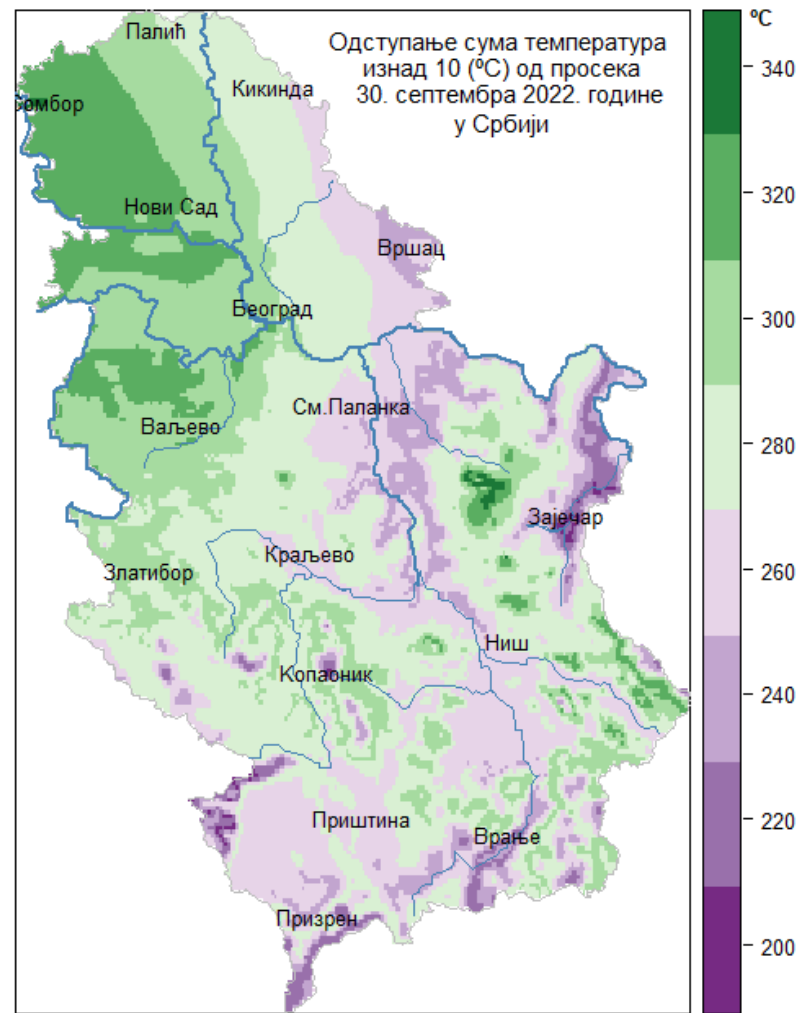 Одступање сума температура
изнад 10 (ºC) од просека
30. септембра 2022. године
у Србији
ºC
Палић
Кикинда
Сомбор
Нови Сад
Вршац
Београд
См.Паланка
Ваљево
Зајечар
Краљево
Златибор
Ниш
Копаоник
Приштина
Врање
Призрен
340
320
300
280
260
240
220
200